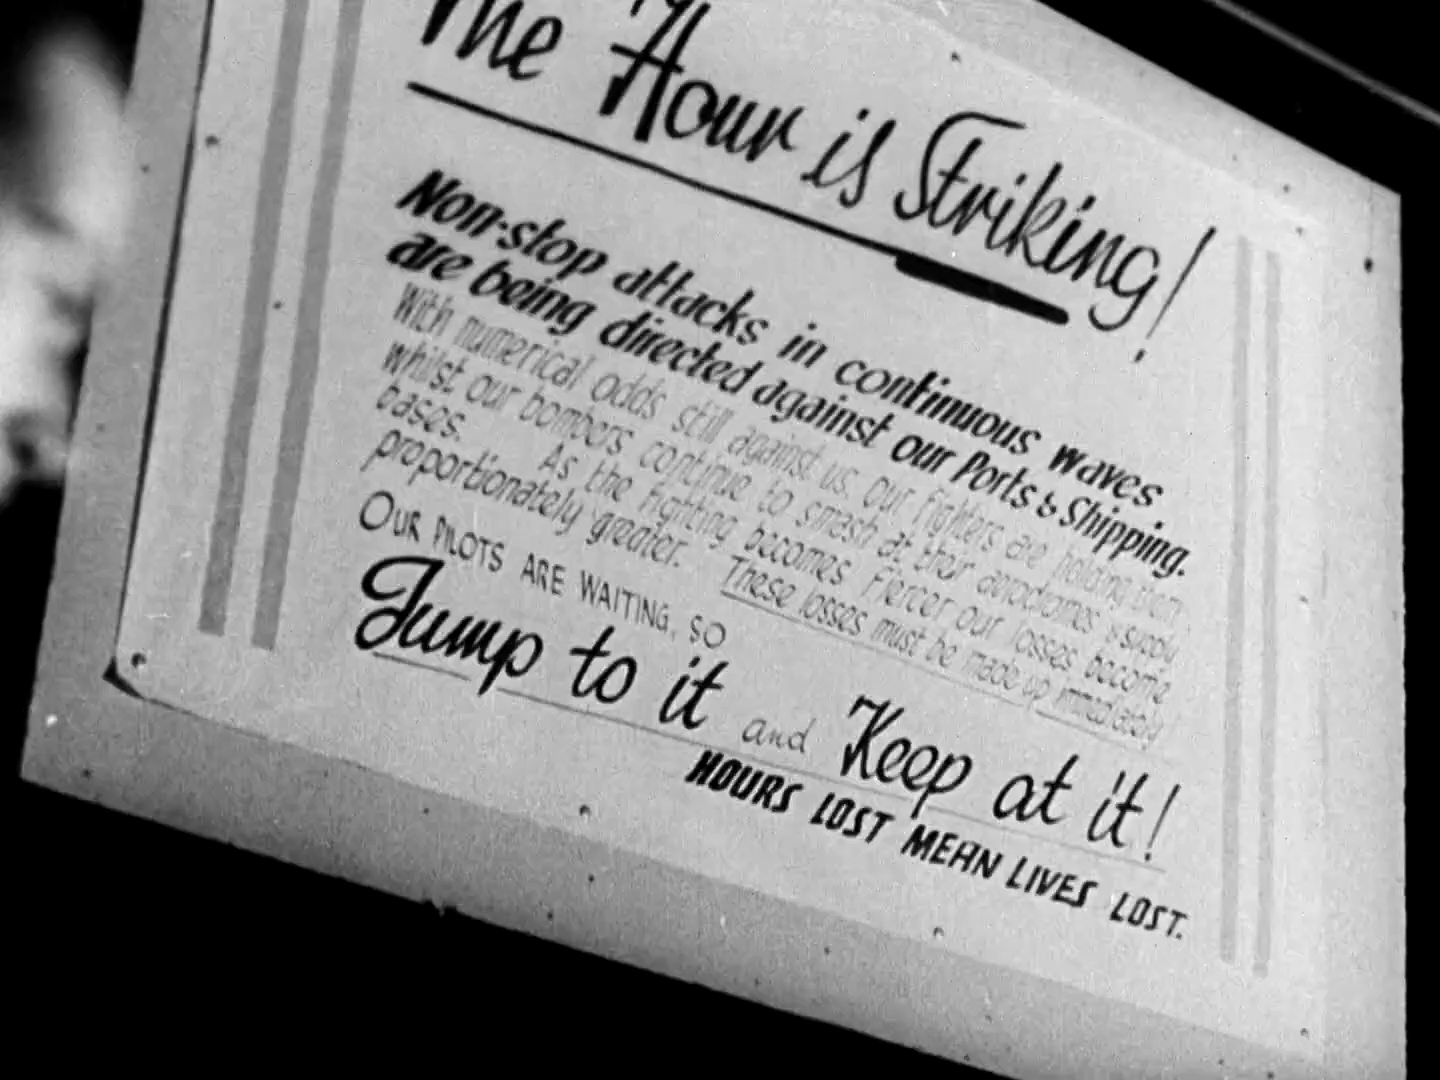 The Hour is Striking!
Non-stop attacks in continuous waves
are being directed against our Ports & Shipping.
With numerical odds still against us, our fighters are holding them
whilst our bombers continue to smash at their aerodromes & supply
bases. As the fighting becomes fiercer our losses become
proportionately greater. These losses must be made up immediately
OUR PILOTS ARE WAITING, SO
Jump to it and Keep at it!
HOURS LOST MEAN LIVES LOST.